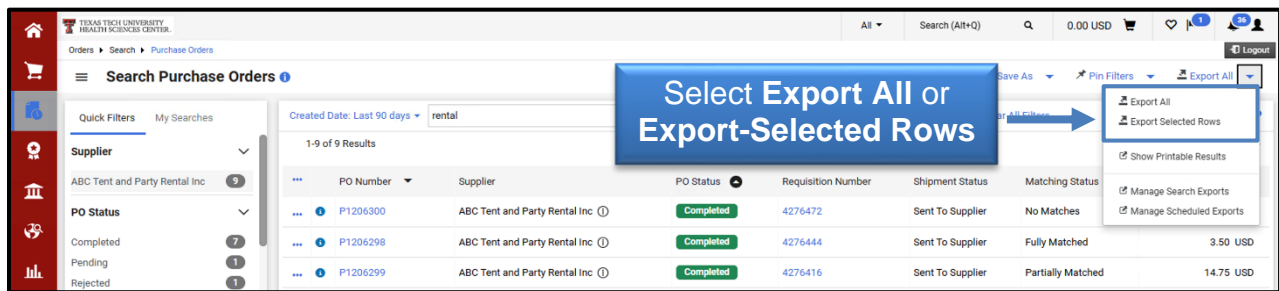 TEXAS TECH UNIVERSITY
HEALTH SCIENCES CENTER.
All
Search (Alt+Q)
0.00 USD
1
36
Orders Search Purchase Orders
Logout
Search Purchase Orders
Save As
Pin Filters
Export All
Select Export All or
Export-Selected Rows
Export All
Export Selected Rows
Show Printable Results
Manage Search Exports
Manage Scheduled Exports
Quick Filters My Searches
Created Date: Last 90 days rental
All Filters
1-9 of 9 Results
Supplier
ABC Tent and Party Rental Inc 9
PO Status
Completed 7
Pending 1
Rejected 1
PO Number Supplier PO Status Requisition Number Shipment Status Matching Status
P1206300 ABC Tent and Party Rental Inc Completed 4276472 Sent To Supplier No Matches
P1206298 ABC Tent and Party Rental Inc Completed 4276444 Sent To Supplier Fully Matched 3.50 USD
P1206299 ABC Tent and Party Rental Inc Completed 4276416 Sent To Supplier Partially Matched 14.75 USD